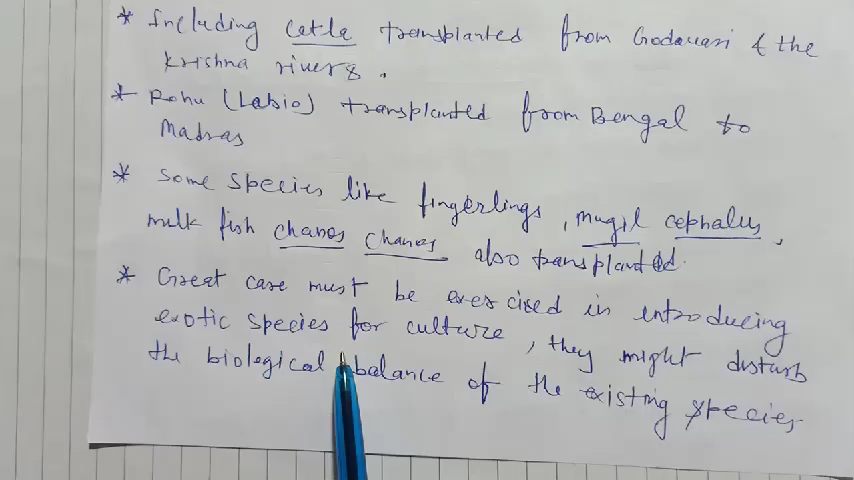 * Including catla transplanted from Godavari & the
Krishna rivers.
* Rohu (Labio) transplanted from Bengal to
Madras
* Some species like fingerlings, mugil cephalus,
milk fish chanos chanos also transplanted.
* Great care must be exercised in introducing
exotic species for culture, they might disturb
the biological balance of the existing species